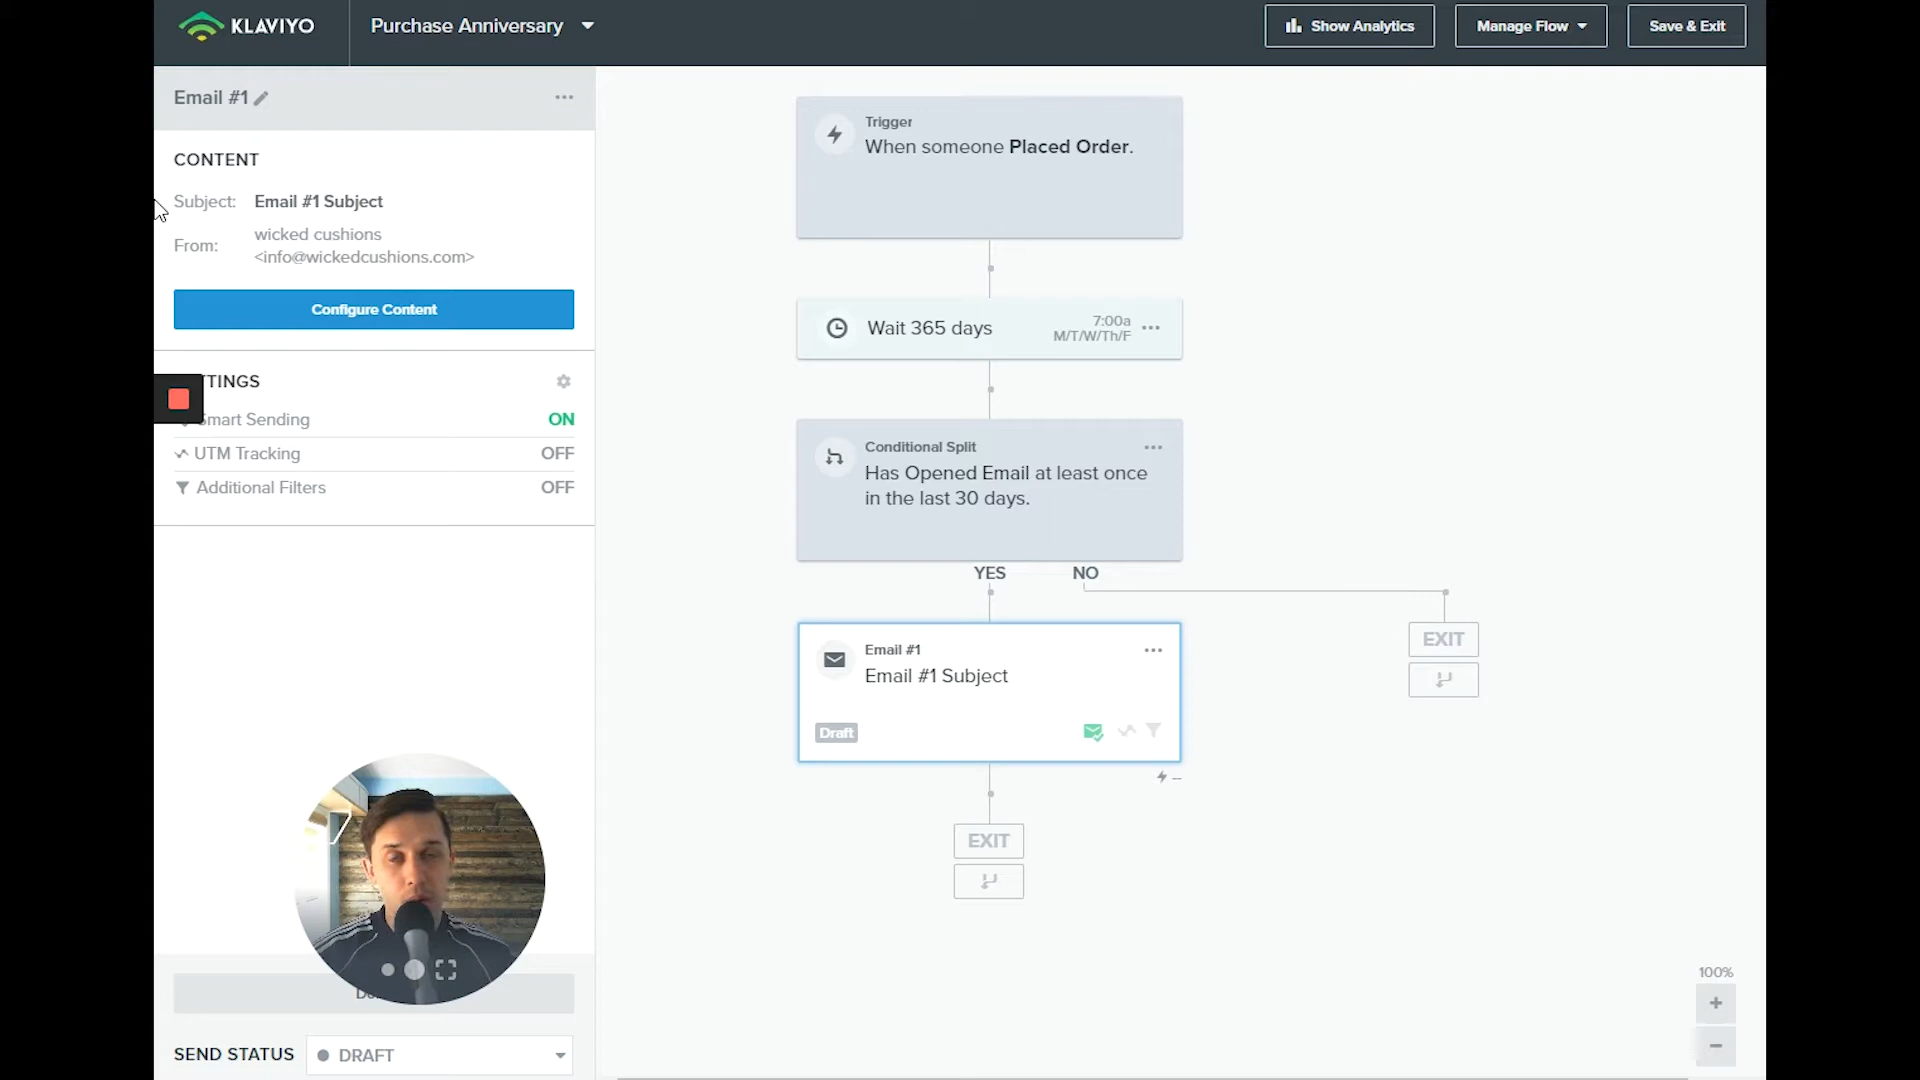 KLAVIYO
Purchase Anniversary
Show Analytics
Manage Flow
Save & Exit
Email #1
CONTENT
Subject: Email #1 Subject
From: wicked cushions
<info@wickedcushions.com>
Configure Content
TTINGS
Smart Sending ON
UTM Tracking OFF
Additional Filters OFF
SEND STATUS DRAFT
Trigger
When someone Placed Order.
Wait 365 days
7:00a
M/T/W/Th/F
Conditional Split
Has Opened Email at least once
in the last 30 days.
YES NO
EXIT
Email #1
Email #1 Subject
Draft
EXIT
100%